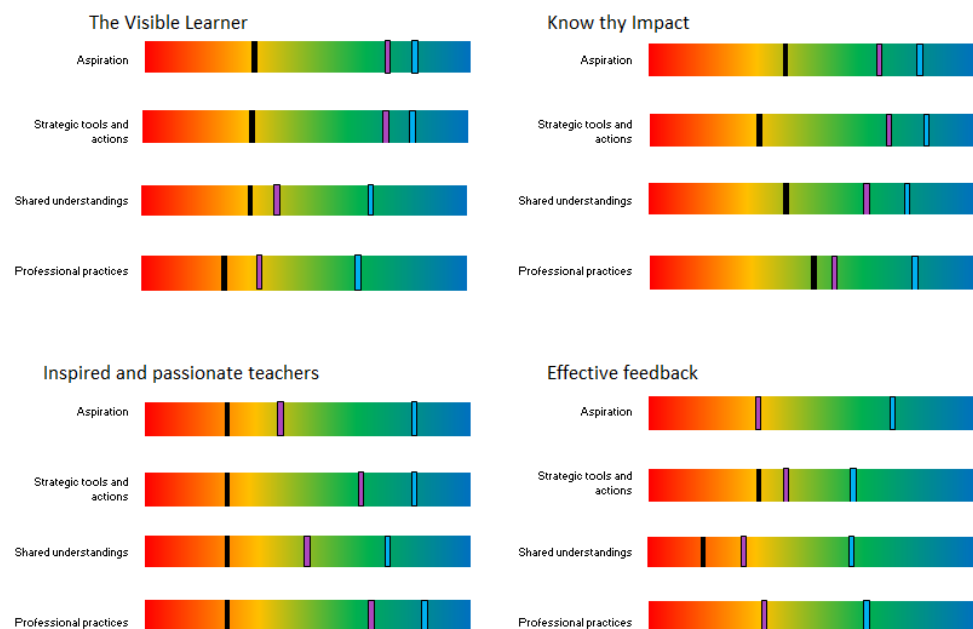 The Visible Learner
Aspiration
Strategic tools and
actions
Shared understandings
Professional practices
Know thy Impact
Aspiration
Strategic tools and
actions
Shared understandings
Professional practices
Inspired and passionate teachers
Aspiration
Strategic tools and
actions
Shared understandings
Professional practices
Effective feedback
Aspiration
Strategic tools and
actions
Shared understandings
Professional practices